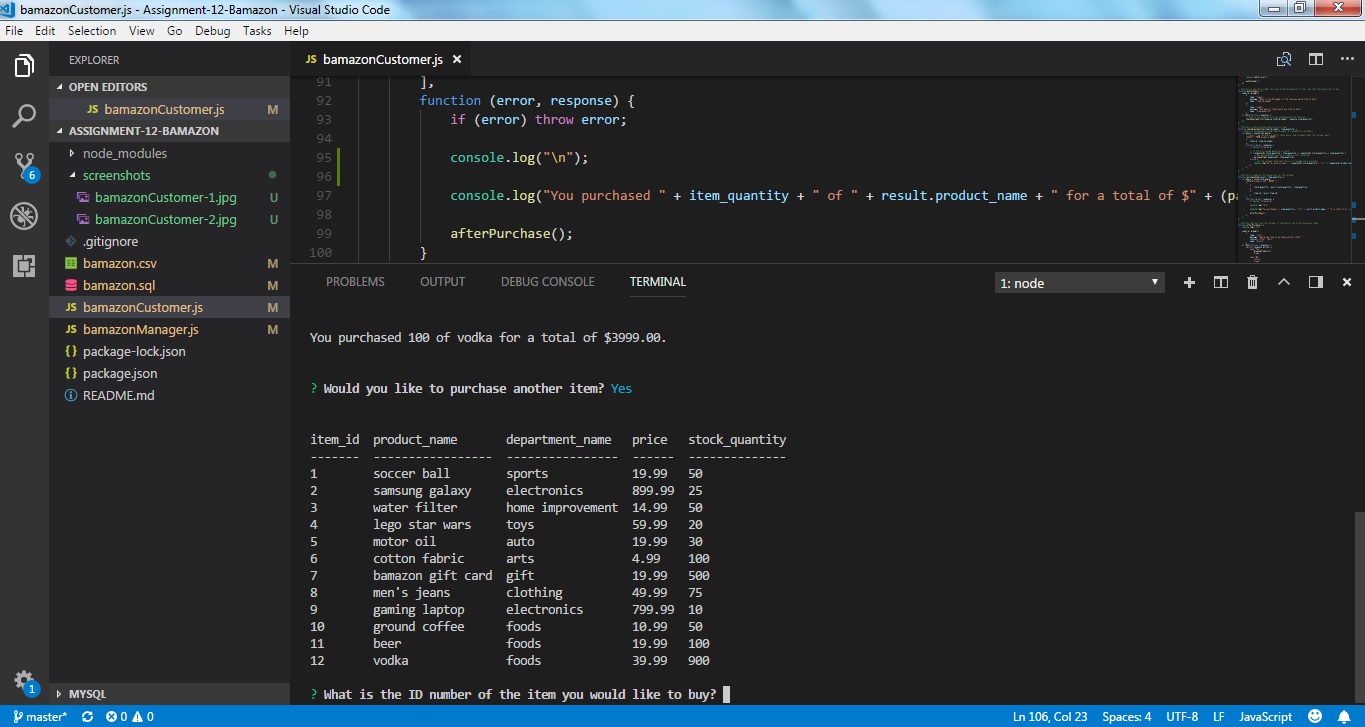 bamazonCustomer.js - Assignment-12-Bamazon - Visual Studio Code
File Edit Selection View Go Debug Tasks Help
EXPLORER
OPEN EDITORS
JS bamazonCustomer.js M
ASSIGNMENT-12-BAMAZON
node_modules
screenshots
bamazonCustomer-1.jpg U
bamazonCustomer-2.jpg U
.gitignore
bamazon.csv M
bamazon.sql M
JS bamazonCustomer.js M
JS bamazonManager.js M
{} package-lock.json
{} package.json
README.md
MYSQL
6
1
JS bamazonCustomer.js
91 ],
92 function (error, response) {
93 if (error) throw error;
94
95 console.log("\n");
96
97 console.log("You purchased " + item_quantity + " of " + result.product_name + " for a total of $" + (pa
98
99 afterPurchase();
100 }
PROBLEMS OUTPUT DEBUG CONSOLE TERMINAL 1: node
You purchased 100 of vodka for a total of $3999.00.
? Would you like to purchase another item? Yes
item_id product_name department_name price stock_quantity
------- ----------------- ---------------- ------ --------------
1 soccer ball sports 19.99 50
2 samsung galaxy electronics 899.99 25
3 water filter home improvement 14.99 50
4 lego star wars toys 59.99 20
5 motor oil auto 19.99 30
6 cotton fabric arts 4.99 100
7 bamazon gift card gift 19.99 500
8 men's jeans clothing 49.99 75
9 gaming laptop electronics 799.99 10
10 ground coffee foods 10.99 50
11 beer foods 19.99 100
12 vodka foods 39.99 900
? What is the ID number of the item you would like to buy?
master* 0 0 Ln 106, Col 23 Spaces: 4 UTF-8 LF JavaScript